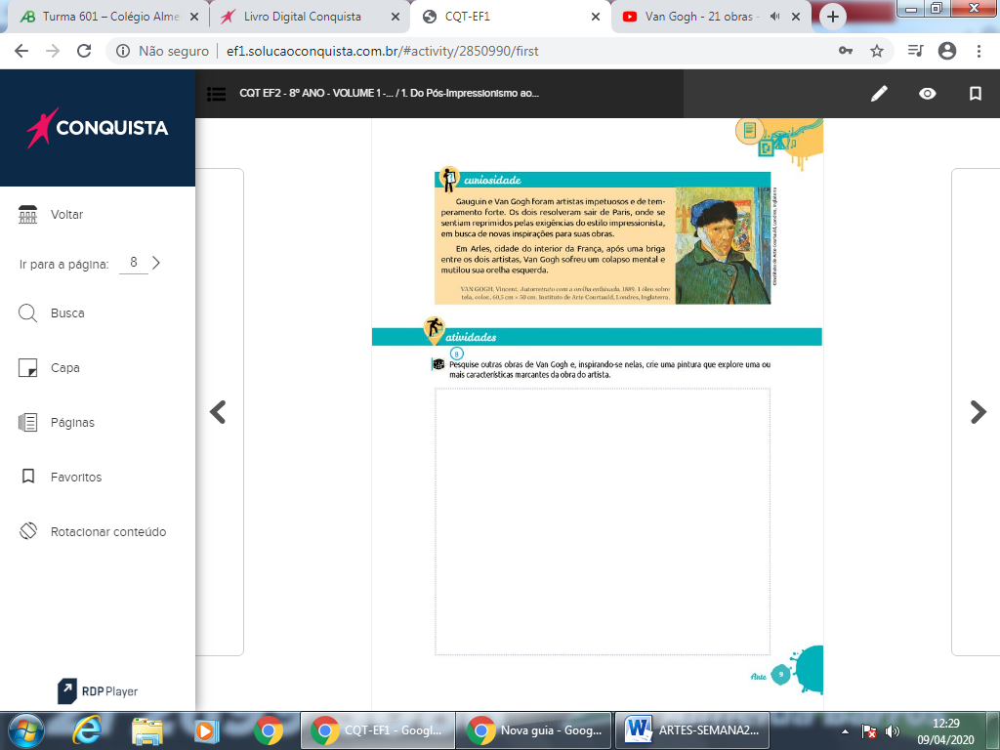 Turma 601 – Colégio Alme
Livro Digital Conquista
CQT-EF1
Van Gogh - 21 obras -
Não seguro | ef1.solucaoconquista.com.br/#activity/2850990/first
CONQUISTA
CQT EF2 - 8º ANO - VOLUME 1 -... / 1. Do Pós-Impressionismo ao...
Voltar
Ir para a página: 8
Busca
Capa
Páginas
Favoritos
Rotacionar conteúdo
RDP Player
curiosidade
Gauguin e Van Gogh foram artistas impetuosos e de tem-
peramento forte. Os dois resolveram sair de Paris, onde se
sentiam reprimidos pelas exigências do estilo impressionista,
em busca de novas inspirações para suas obras.
Em Arles, cidade do interior da França, após uma briga
entre os dois artistas, Van Gogh sofreu um colapso mental e
mutilou sua orelha esquerda.
VAN GOGH, Vincent. Autorretrato com a orelha enfaixada. 1889. 1 óleo sobre
tela, color., 60,5 cm × 50 cm. Instituto de Arte Courtauld, Londres, Inglaterra.
©Instituto de Arte Courtauld, Londres, Inglaterra
atividades
9
Pesquise outras obras de Van Gogh e, inspirando-se nelas, crie uma pintura que explore uma ou
mais características marcantes da obra do artista.
Arte 9
CQT-EF1 - Googl...
Nova guia - Goog...
ARTES-SEMANA2...
12:29
09/04/2020